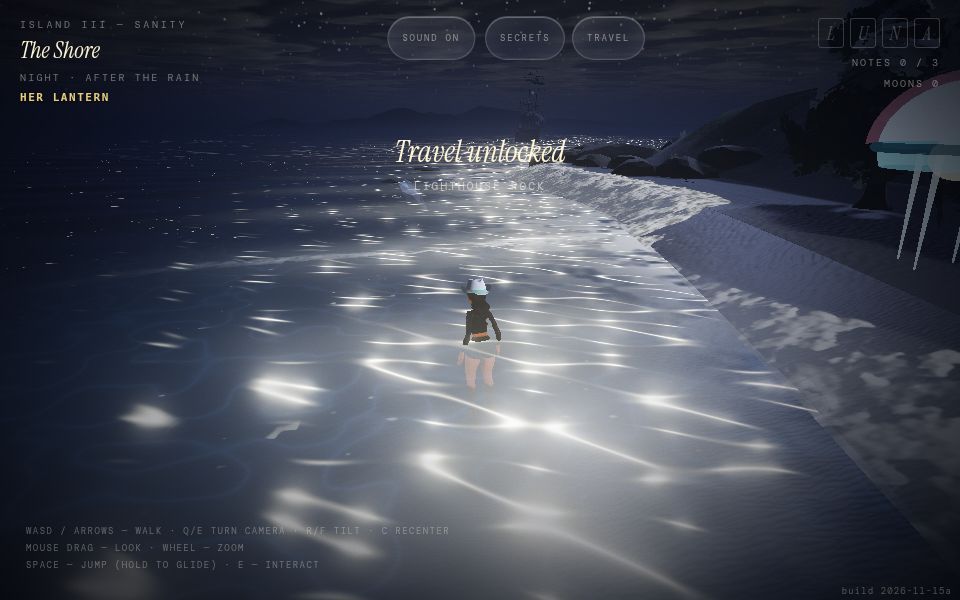 ISLAND III — SANITY
The Shore
NIGHT · AFTER THE RAIN
HER LANTERN
SOUND ON
SECRETS
TRAVEL
L U N A
NOTES 0 / 3
MOONS 0
Travel unlocked
LIGHTHOUSE ROCK
WASD / ARROWS — WALK · Q/E TURN CAMERA · R/F TILT · C RECENTER
MOUSE DRAG — LOOK · WHEEL — ZOOM
SPACE — JUMP (HOLD TO GLIDE) · E — INTERACT
build 2026-11-15a